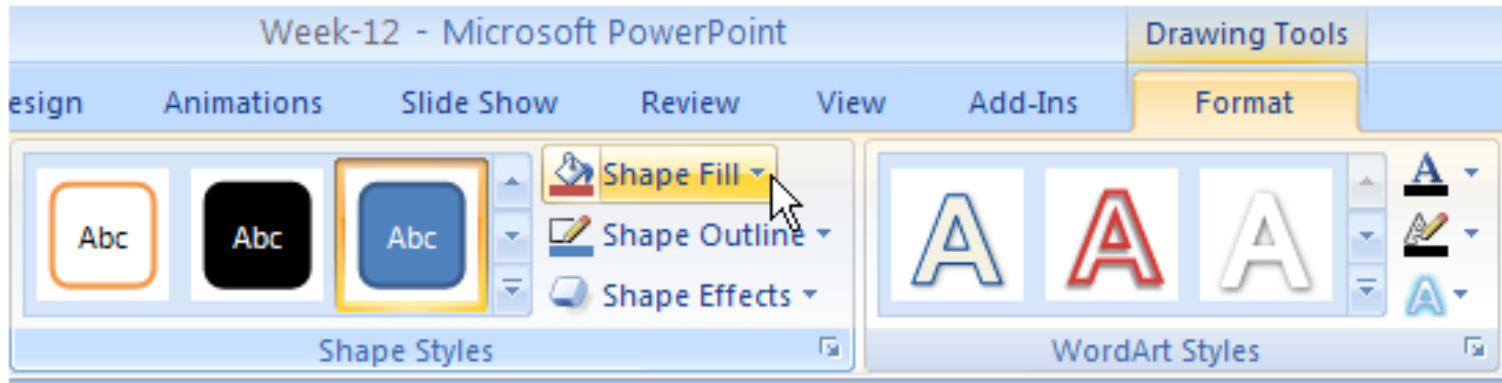 Week-12 - Microsoft PowerPoint
Drawing Tools
esign Animations Slide Show Review View Add-Ins Format
Abc Abc Abc
Shape Fill
Shape Outline
Shape Effects
A A A
A
A
Shape Styles
WordArt Styles